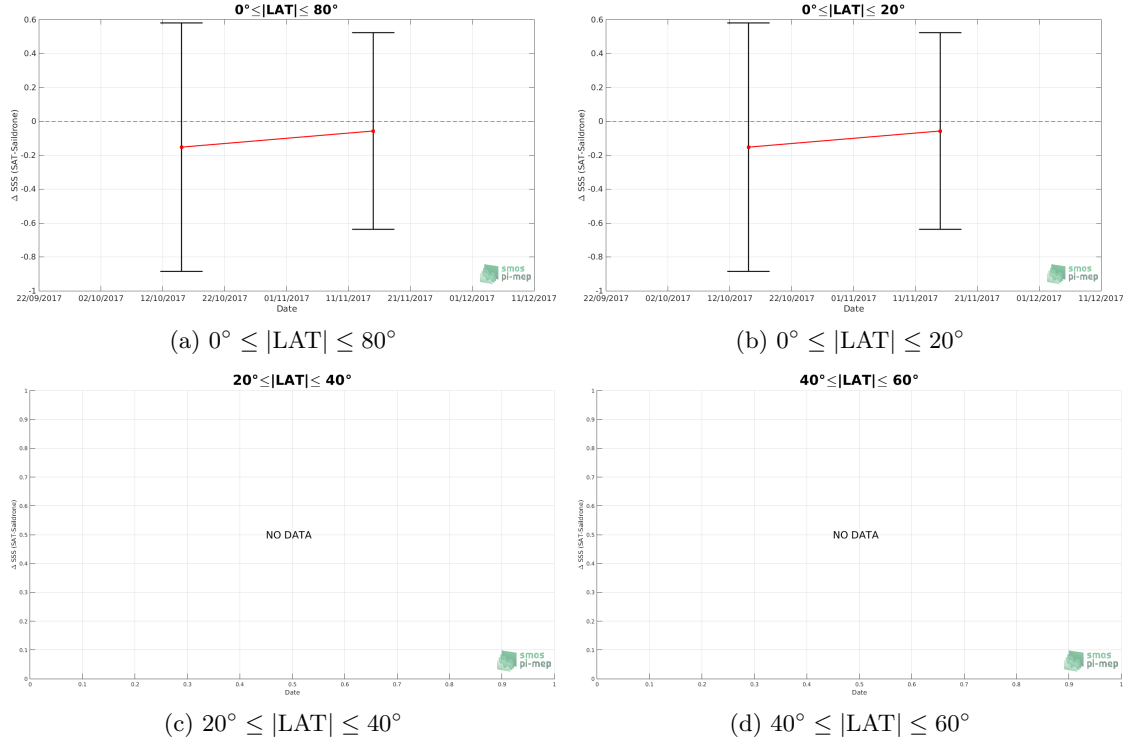 0°≤|LAT|≤ 80°
Δ SSS (SAT-Saildrone)
0.6
0.4
0.2
0
-0.2
-0.4
-0.6
-0.8
-1
smos
pi-mep
22/09/2017 02/10/2017 12/10/2017 22/10/2017 01/11/2017 11/11/2017 21/11/2017 01/12/2017 11/12/2017
Date
(a) 0° ≤ |LAT| ≤ 80°
0°≤|LAT|≤ 20°
Δ SSS (SAT-Saildrone)
0.6
0.4
0.2
0
-0.2
-0.4
-0.6
-0.8
-1
smos
pi-mep
22/09/2017 02/10/2017 12/10/2017 22/10/2017 01/11/2017 11/11/2017 21/11/2017 01/12/2017 11/12/2017
Date
(b) 0° ≤ |LAT| ≤ 20°
20°≤|LAT|≤ 40°
Δ SSS (SAT-Saildrone)
1
0.9
0.8
0.7
0.6
0.5
0.4
0.3
0.2
0.1
0
NO DATA
smos
pi-mep
0 0.1 0.2 0.3 0.4 0.5 0.6 0.7 0.8 0.9 1
Date
(c) 20° ≤ |LAT| ≤ 40°
40°≤|LAT|≤ 60°
Δ SSS (SAT-Saildrone)
1
0.9
0.8
0.7
0.6
0.5
0.4
0.3
0.2
0.1
0
NO DATA
smos
pi-mep
0 0.1 0.2 0.3 0.4 0.5 0.6 0.7 0.8 0.9 1
Date
(d) 40° ≤ |LAT| ≤ 60°